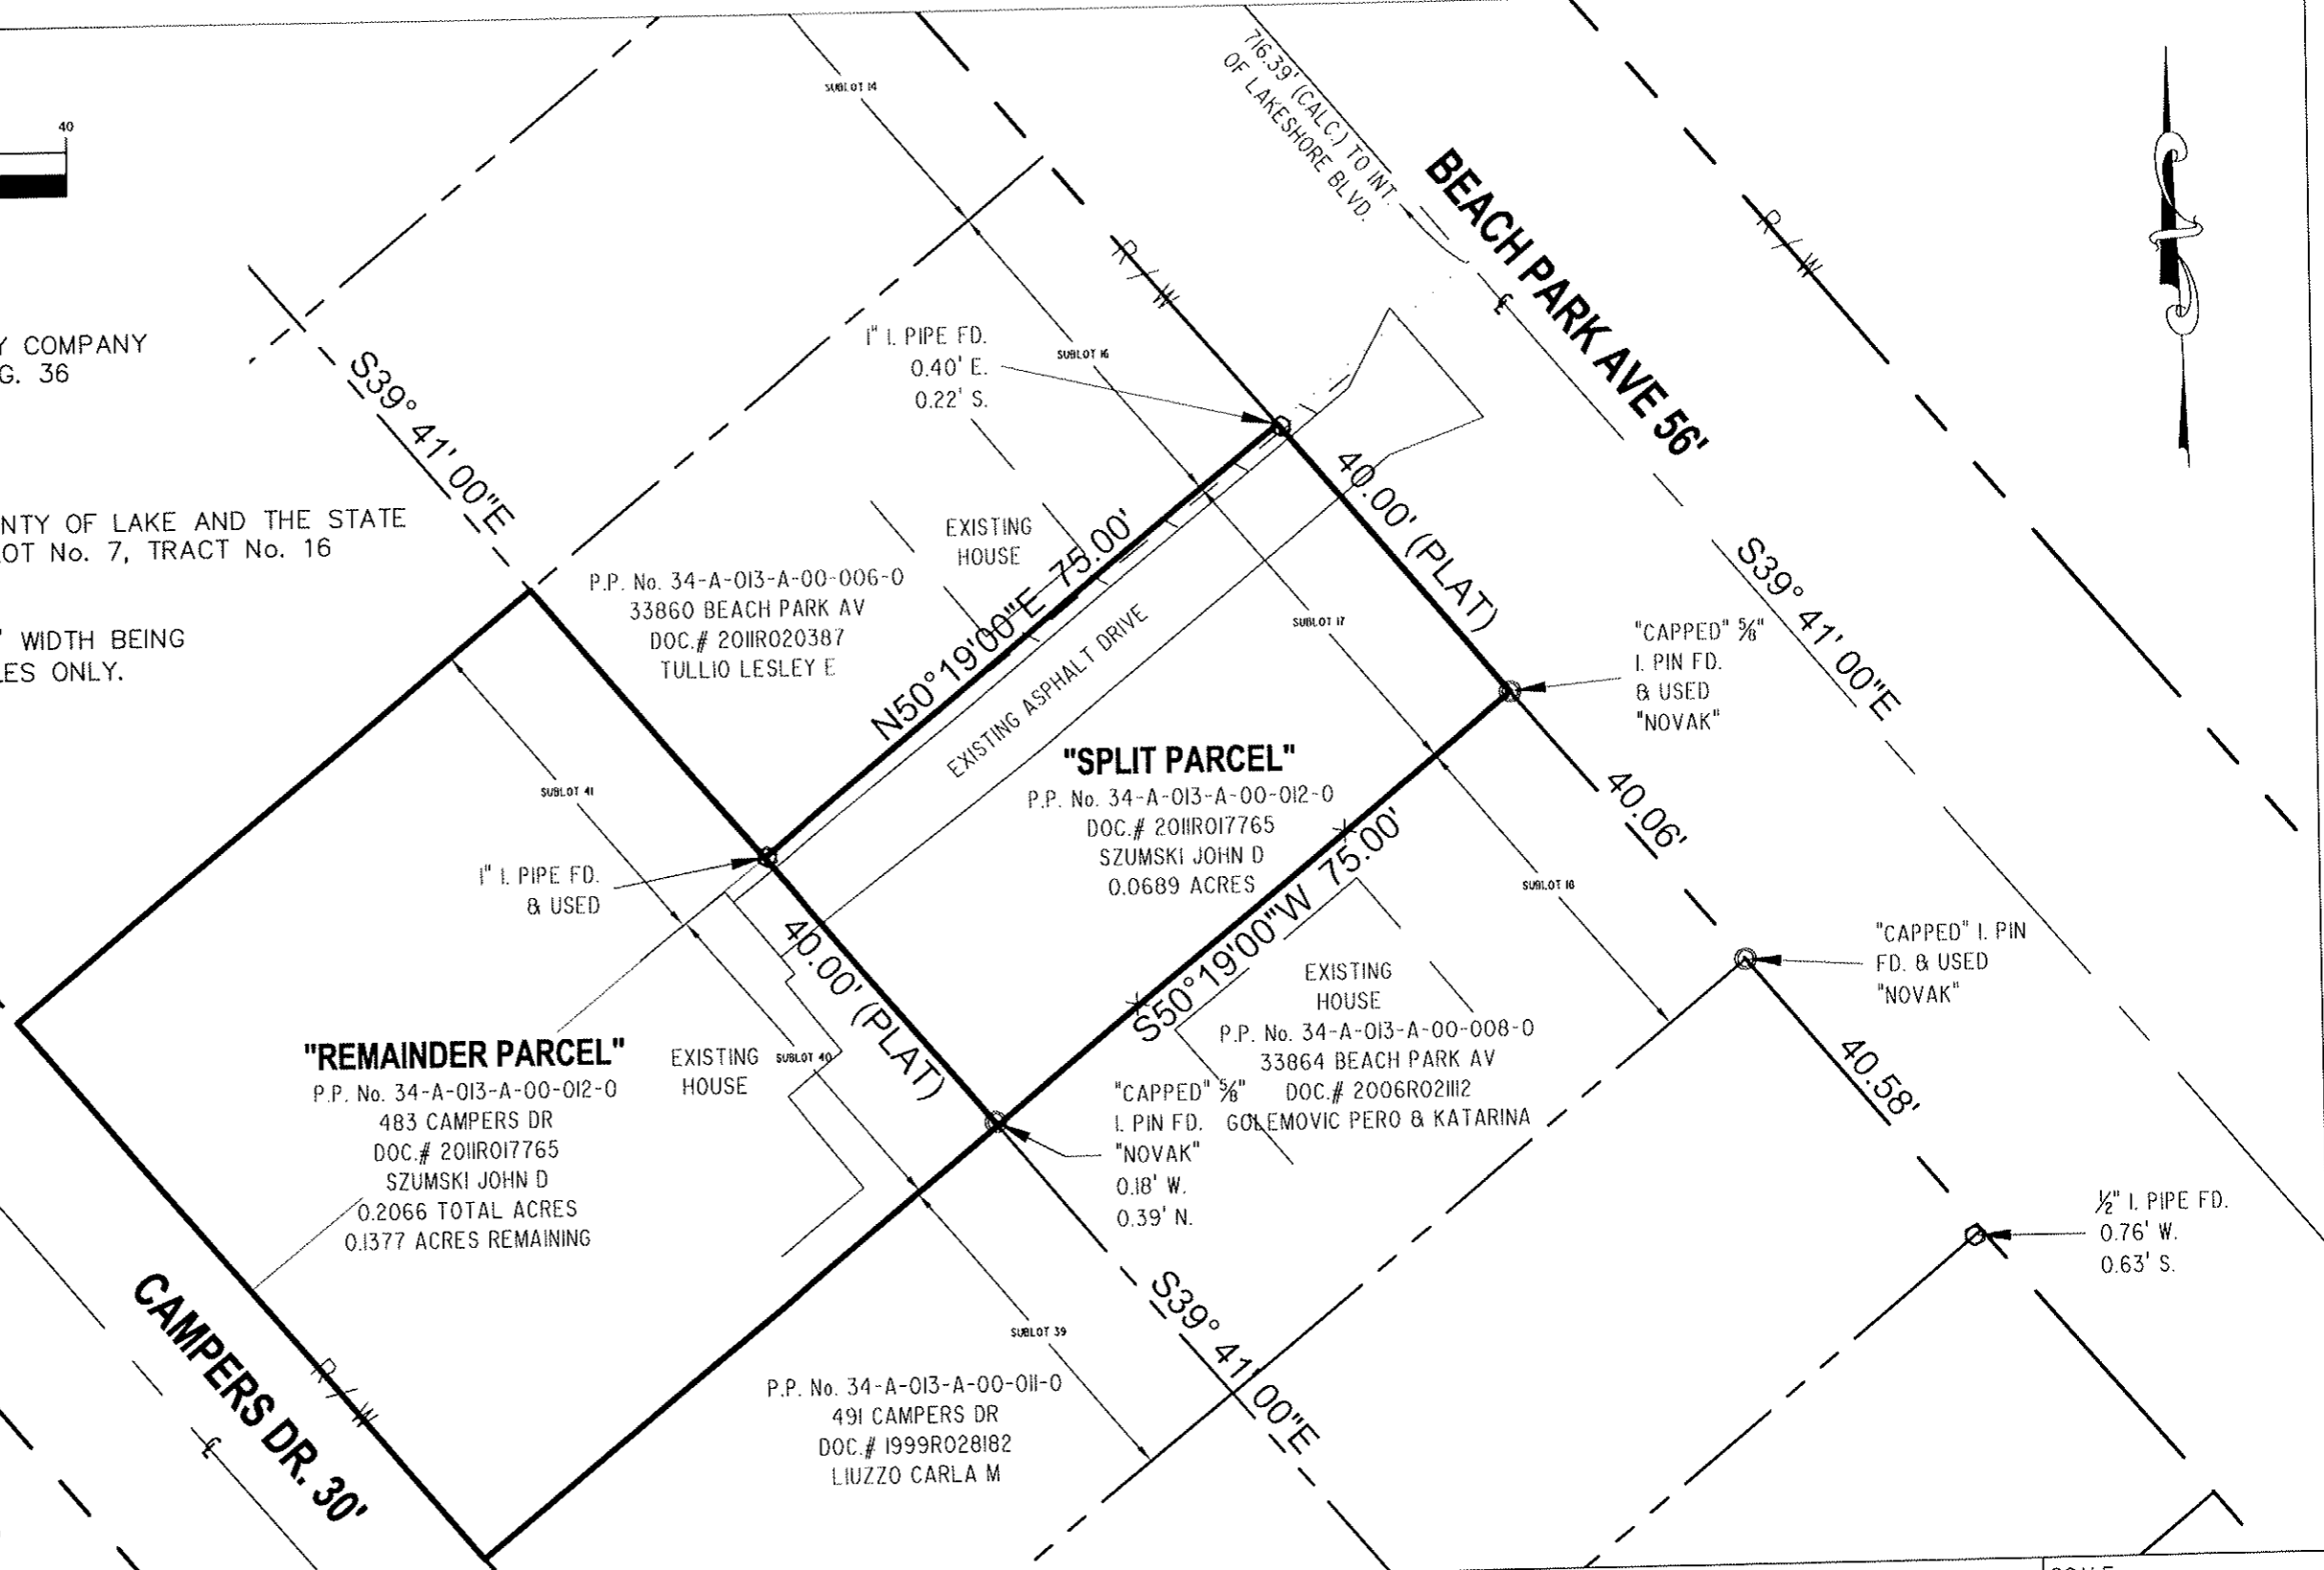 40
Y COMPANY
G. 36
NTY OF LAKE AND THE STATE
OT No. 7, TRACT No. 16
' WIDTH BEING
LES ONLY.
SUBLOT 14
716.39' (CALC.) TO INT.
OF LAKESHORE BLVD.
BEACH PARK AVE 56'
R/W
R/W
S39° 41' 00"E
1" I. PIPE FD.
0.40' E.
0.22' S.
SUBLOT 16
EXISTING
HOUSE
P.P. No. 34-A-013-A-00-006-0
33860 BEACH PARK AV
DOC.# 2011R020387
TULLIO LESLEY E
N50°19'00"E 75.00'
EXISTING ASPHALT DRIVE
40.00' (PLAT)
SUBLOT 17
S39° 41' 00"E
"CAPPED" 5/8"
I. PIN FD.
& USED
"NOVAK"
"SPLIT PARCEL"
P.P. No. 34-A-013-A-00-012-0
DOC.# 2011R017765
SZUMSKI JOHN D
0.0689 ACRES
SUBLOT 41
1" I. PIPE FD.
& USED
40.06'
SUBLOT 18
S50°19'00"W 75.00'
40.00' (PLAT)
"CAPPED" I. PIN
FD. & USED
"NOVAK"
EXISTING
HOUSE
P.P. No. 34-A-013-A-00-008-0
33864 BEACH PARK AV
DOC.# 2006R021112
GOLEMOVIC PERO & KATARINA
"REMAINDER PARCEL"
P.P. No. 34-A-013-A-00-012-0
483 CAMPERS DR
DOC.# 2011R017765
SZUMSKI JOHN D
0.2066 TOTAL ACRES
0.1377 ACRES REMAINING
EXISTING
HOUSE
SUBLOT 40
"CAPPED" 5/8"
I. PIN FD.
"NOVAK"
0.18' W.
0.39' N.
40.58'
1/2" I. PIPE FD.
0.76' W.
0.63' S.
S39° 41' 00"E
SUBLOT 39
P.P. No. 34-A-013-A-00-011-0
491 CAMPERS DR
DOC.# 1999R028182
LIUZZO CARLA M
CAMPERS DR. 30'
R/W